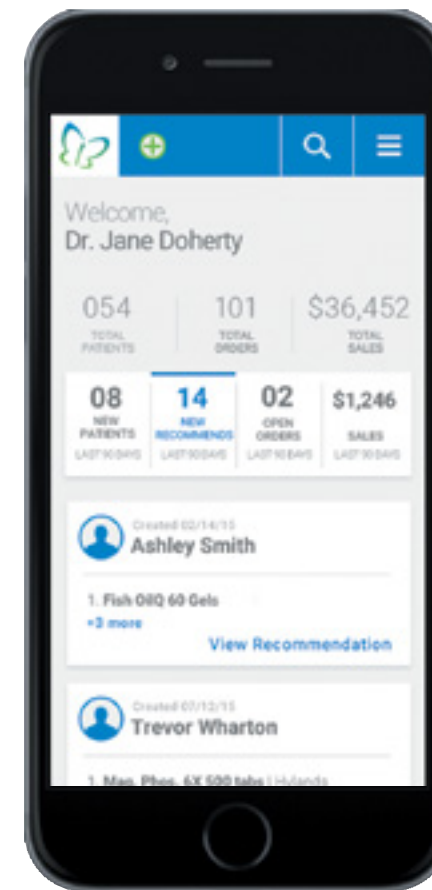 Welcome,
Dr. Jane Doherty
054
TOTAL
PATIENTS
101
TOTAL
ORDERS
$36,452
TOTAL
SALES
08
NEW
PATIENTS
LAST 90 DAYS
14
NEW
RECOMMENDS
LAST 90 DAYS
02
OPEN
ORDERS
LAST 90 DAYS
$1,246
SALES
LAST 90 DAYS
Created 02/14/15
Ashley Smith
1. Fish OilQ 60 Gels
+3 more
View Recommendation
Created 07/12/15
Trevor Wharton
1. Mag. Phos. 6X 500 tabs | Hylands